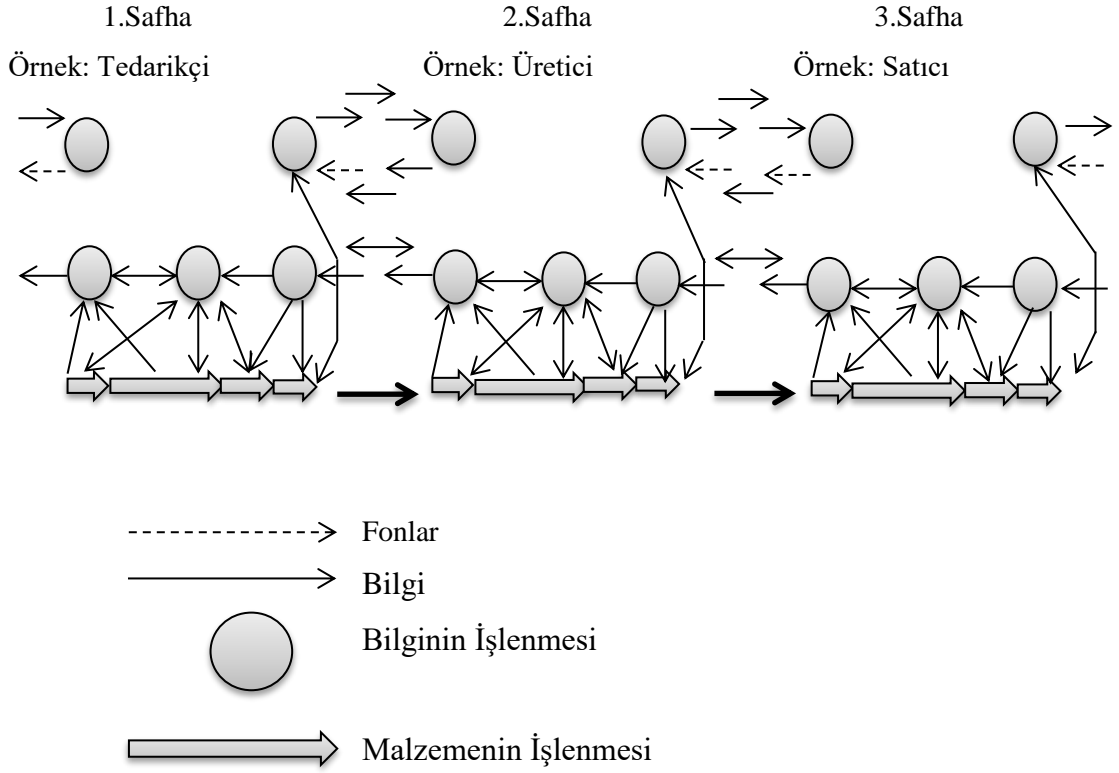 1.Safha
2.Safha
3.Safha
Örnek: Tedarikçi
Örnek: Üretici
Örnek: Satıcı
Fonlar
Bilgi
Bilginin İşlenmesi
Malzemenin İşlenmesi